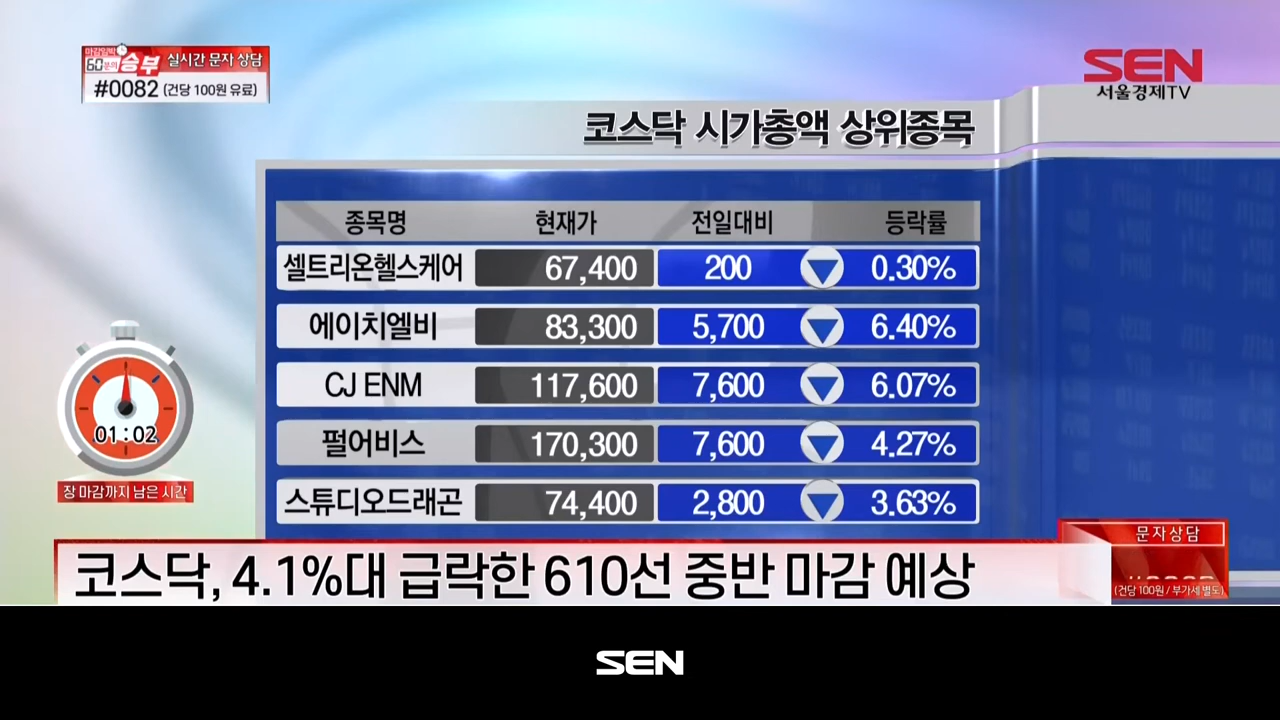 마감임박
60분의 승부
실시간 문자 상담
#0082 (건당 100원 유료)
SEN
서울경제TV
코스닥 시가총액 상위종목
종목명 현재가 전일대비 등락률
셀트리온헬스케어 67,400 200 ▼ 0.30%
에이치엘비 83,300 5,700 ▼ 6.40%
CJ ENM 117,600 7,600 ▼ 6.07%
펄어비스 170,300 7,600 ▼ 4.27%
스튜디오드래곤 74,400 2,800 ▼ 3.63%
01:02
장 마감까지 남은 시간
문자상담
(건당 100원 / 부가세 별도)
코스닥, 4.1%대 급락한 610선 중반 마감 예상
SEN